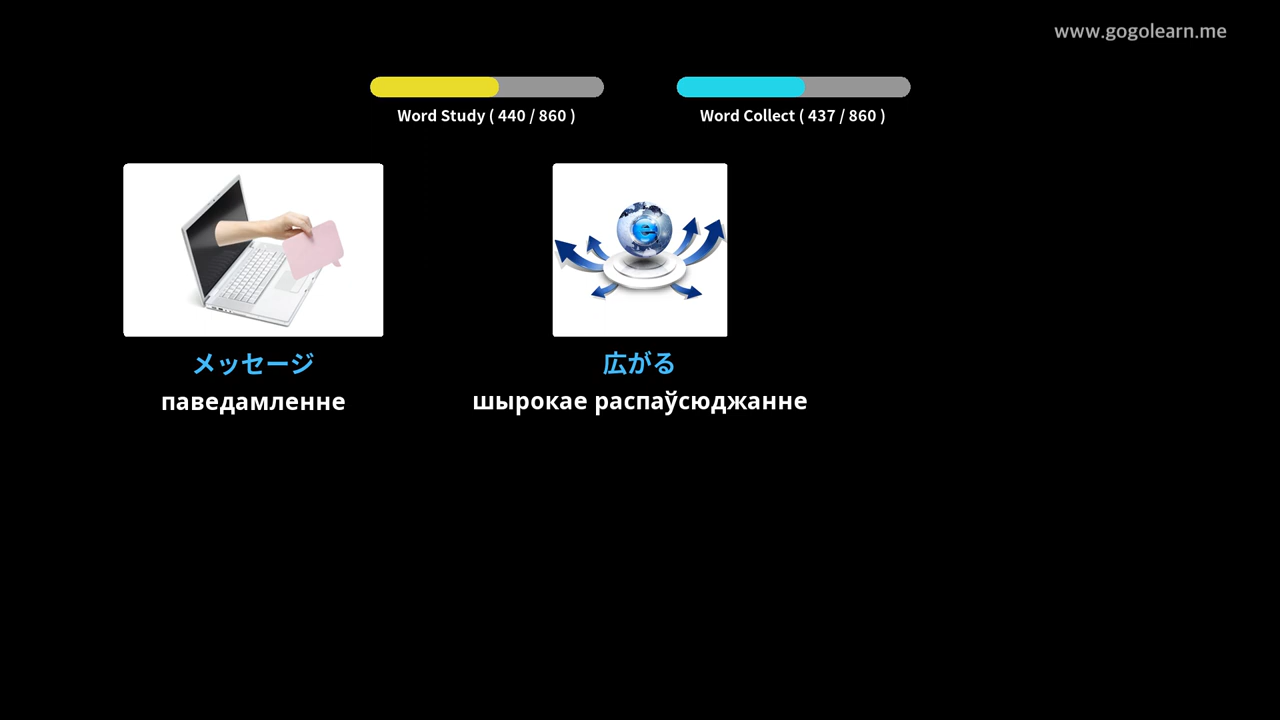 www.gogolearn.me
Word Study ( 440 / 860 )
Word Collect ( 437 / 860 )
e
メッセージ
паведамленне
広がる
шырокае распаўсюджанне